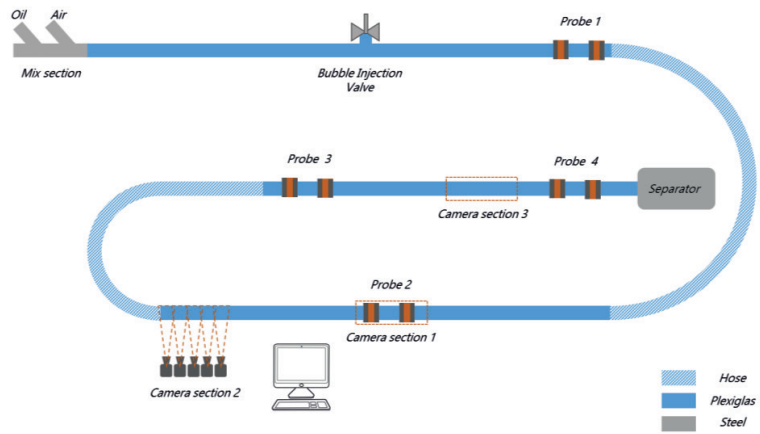 Oil Air
Probe 1
Mix section
Bubble Injection
Valve
Probe 3
Probe 4
Separator
Camera section 3
Probe 2
Camera section 1
Camera section 2
Hose
Plexiglas
Steel